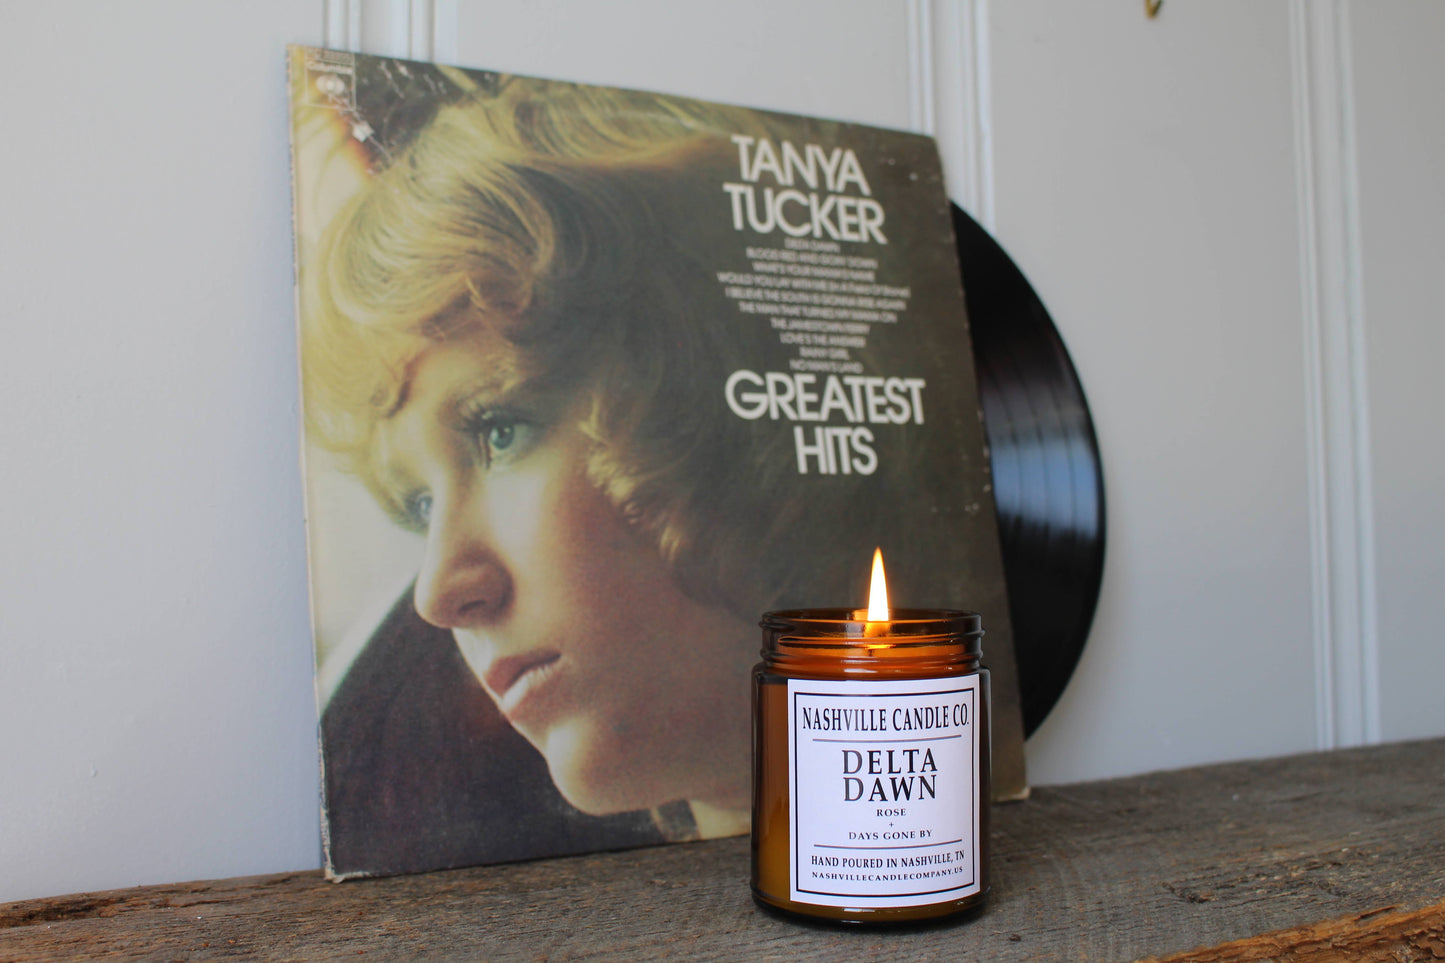 Columbia
TANYA
TUCKER
DELTA DAWN
BLOOD RED AND GOIN' DOWN
WHAT'S YOUR MAMA'S NAME
WOULD YOU LAY WITH ME (In A Field Of Stone)
I BELIEVE THE SOUTH IS GONNA RISE AGAIN
THE MAN THAT TURNED MY MAMA ON
THE JAMESTOWN FERRY
LOVE'S THE ANSWER
RAINY GIRL
NO MAN'S LAND
GREATEST
HITS
NASHVILLE CANDLE CO.
DELTA
DAWN
ROSE
+
DAYS GONE BY
HAND POURED IN NASHVILLE, TN
NASHVILLECANDLECOMPANY.US